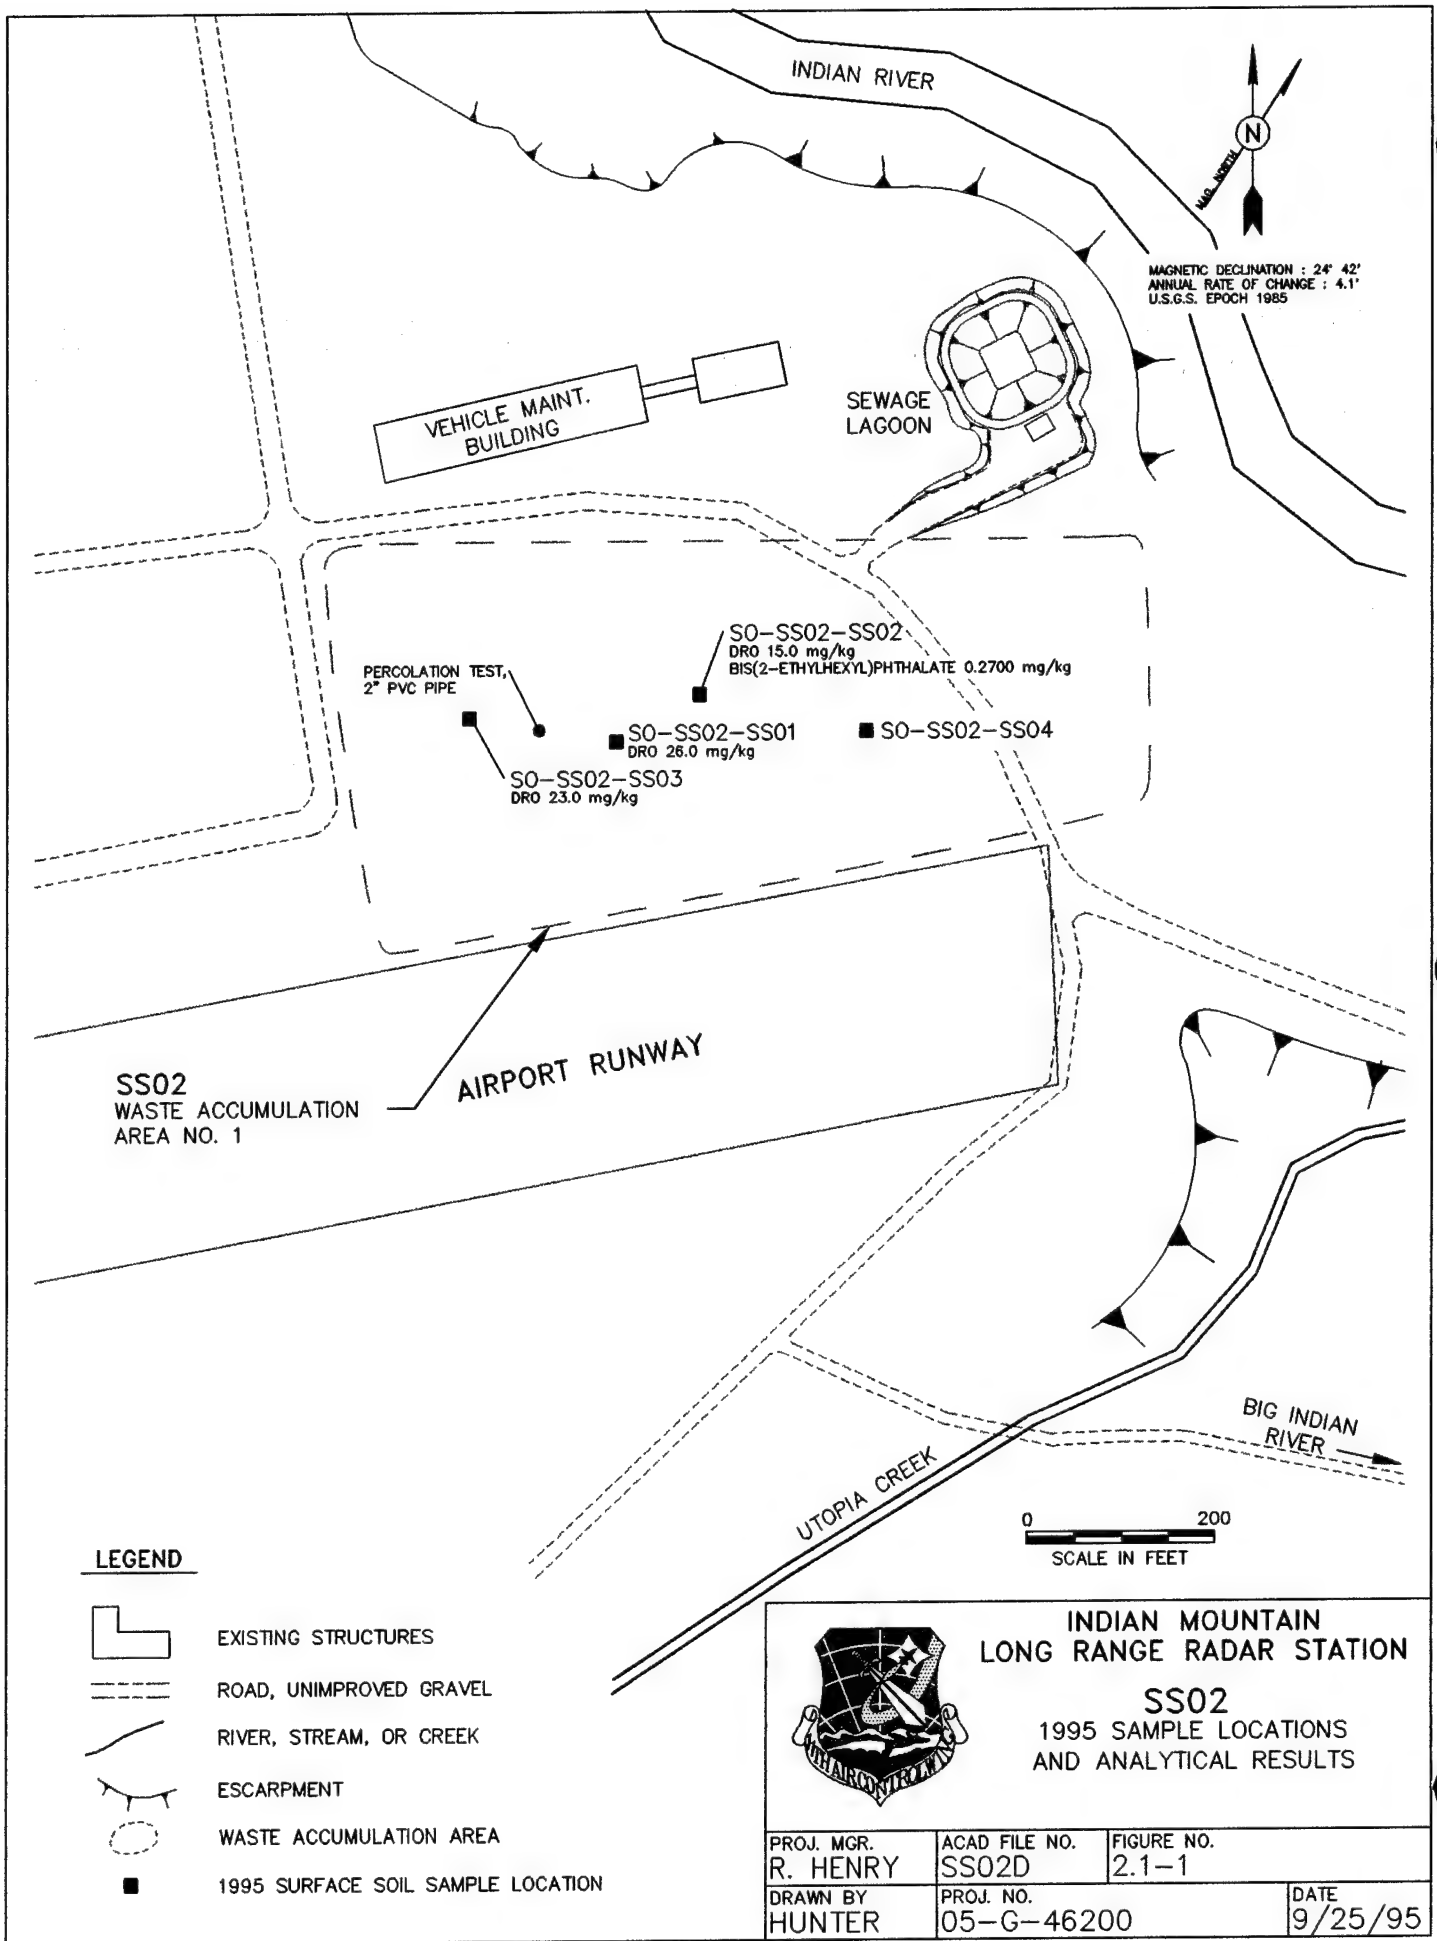 INDIAN RIVER
N
MAG. NORTH
MAGNETIC DECLINATION : 24° 42'
ANNUAL RATE OF CHANGE : 4.1'
U.S.G.S. EPOCH 1985
VEHICLE MAINT.
BUILDING
SEWAGE
LAGOON
SO-SS02-SS02
DRO 15.0 mg/kg
BIS(2-ETHYLHEXYL)PHTHALATE 0.2700 mg/kg
PERCOLATION TEST,
2" PVC PIPE
SO-SS02-SS01
DRO 26.0 mg/kg
SO-SS02-SS04
SO-SS02-SS03
DRO 23.0 mg/kg
AIRPORT RUNWAY
SS02
WASTE ACCUMULATION
AREA NO. 1
BIG INDIAN
RIVER
UTOPIA CREEK
0 200
SCALE IN FEET
LEGEND
EXISTING STRUCTURES
ROAD, UNIMPROVED GRAVEL
RIVER, STREAM, OR CREEK
ESCARPMENT
WASTE ACCUMULATION AREA
1995 SURFACE SOIL SAMPLE LOCATION
INDIAN MOUNTAIN
LONG RANGE RADAR STATION
SS02
1995 SAMPLE LOCATIONS
AND ANALYTICAL RESULTS
AIR CONTROL WING
PROJ. MGR.
R. HENRY
ACAD FILE NO.
SS02D
FIGURE NO.
2.1-1
DRAWN BY
HUNTER
PROJ. NO.
05-G-46200
DATE
9/25/95